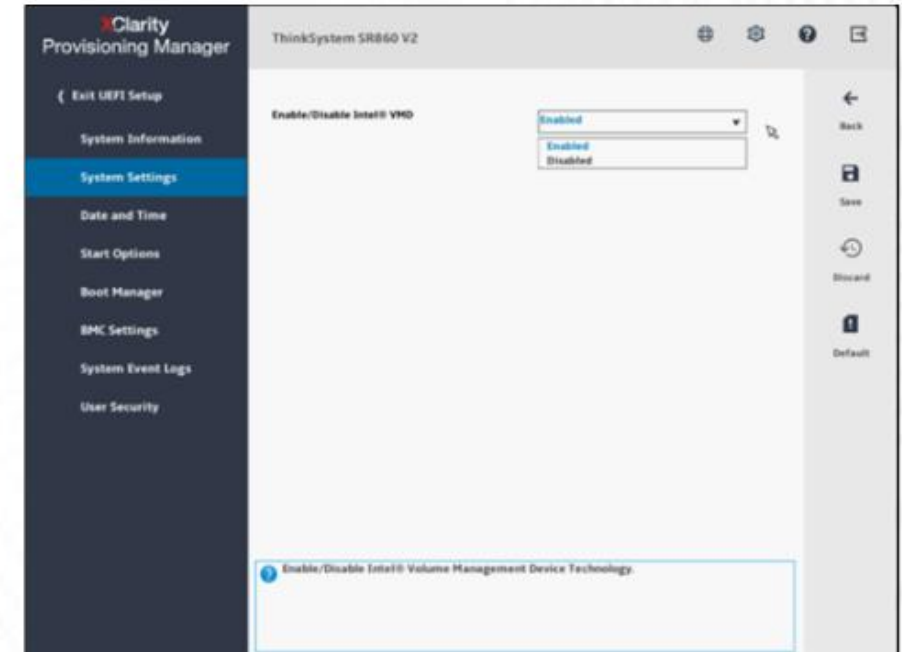 XClarity
Provisioning Manager
ThinkSystem SR860 V2
Exit UEFI Setup
System Information
System Settings
Date and Time
Start Options
Boot Manager
BMC Settings
System Event Logs
User Security
Enable/Disable Intel® VMD
Enabled
Enabled
Disabled
Back
Save
Discard
Default
Enable/Disable Intel® Volume Management Device Technology.